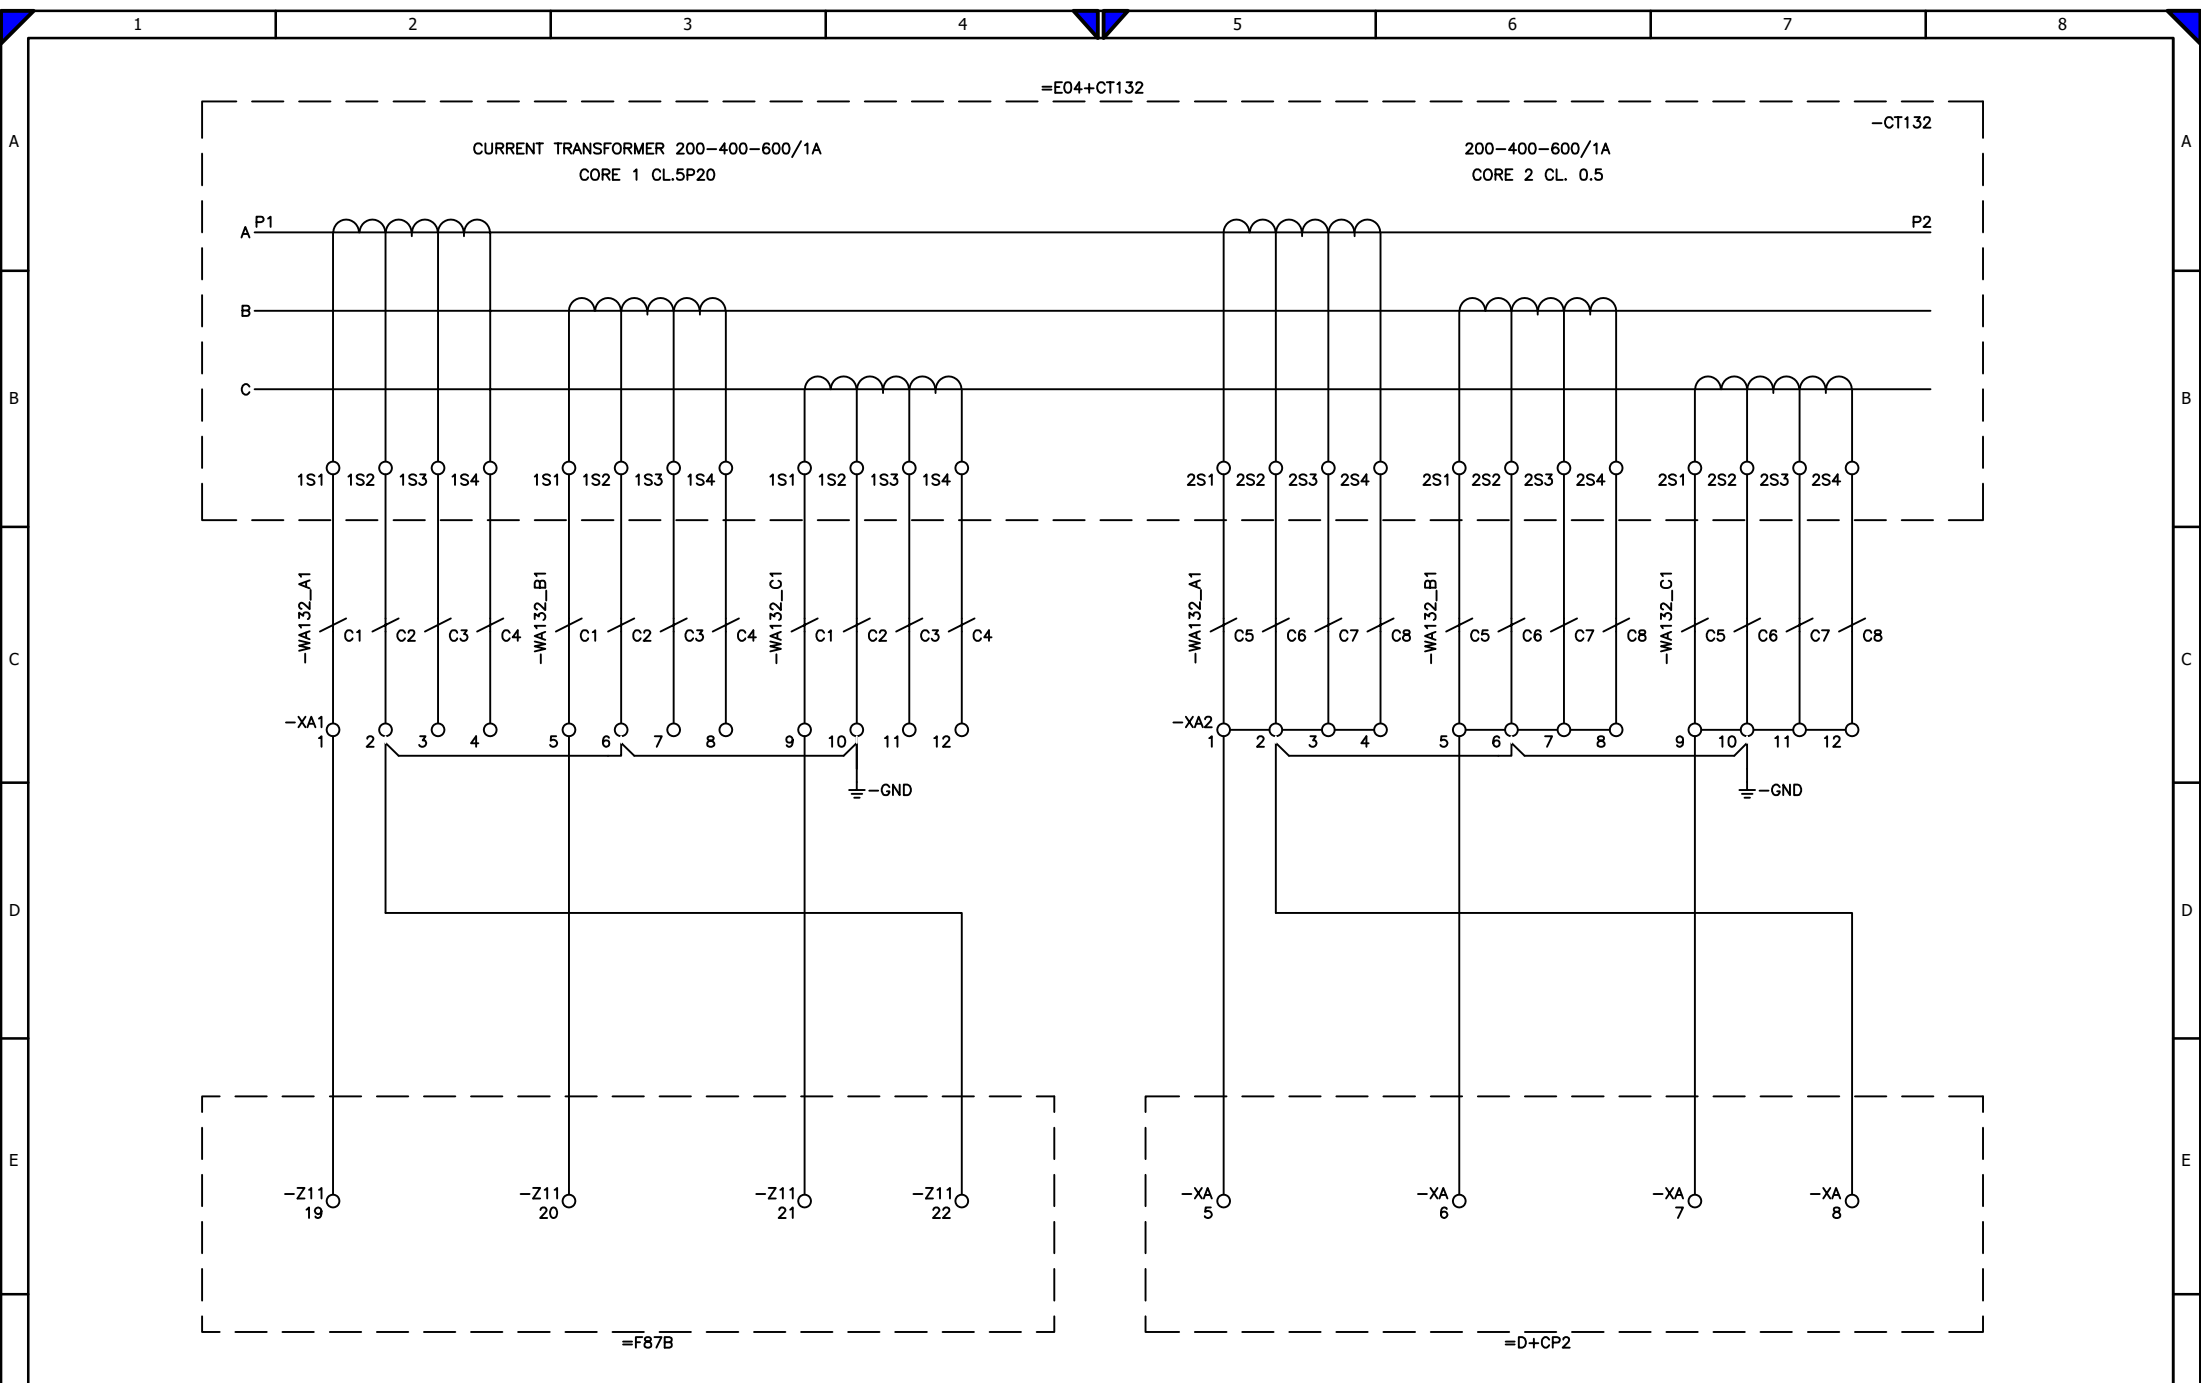 1 2 3 4 5 6 7 8
=E04+CT132
A A
-CT132
CURRENT TRANSFORMER 200-400-600/1A 200-400-600/1A
CORE 1 CL.5P20 CORE 2 CL. 0.5
A P1 P2
B
C
B B
1S1 1S2 1S3 1S4 1S1 1S2 1S3 1S4 1S1 1S2 1S3 1S4 2S1 2S2 2S3 2S4 2S1 2S2 2S3 2S4 2S1 2S2 2S3 2S4
-WA132_A1 C1 C2 C3 C4 -WA132_B1 C1 C2 C3 C4 -WA132_C1 C1 C2 C3 C4 -WA132_A1 C5 C6 C7 C8 -WA132_B1 C5 C6 C7 C8 -WA132_C1 C5 C6 C7 C8
C C
-XA1 -XA2
1 2 3 4 5 6 7 8 9 10 11 12 1 2 3 4 5 6 7 8 9 10 11 12
-GND -GND
D D
E E
-Z11 -Z11 -Z11 -Z11 -XA -XA -XA -XA
19 20 21 22 5 6 7 8
=F87B =D+CP2